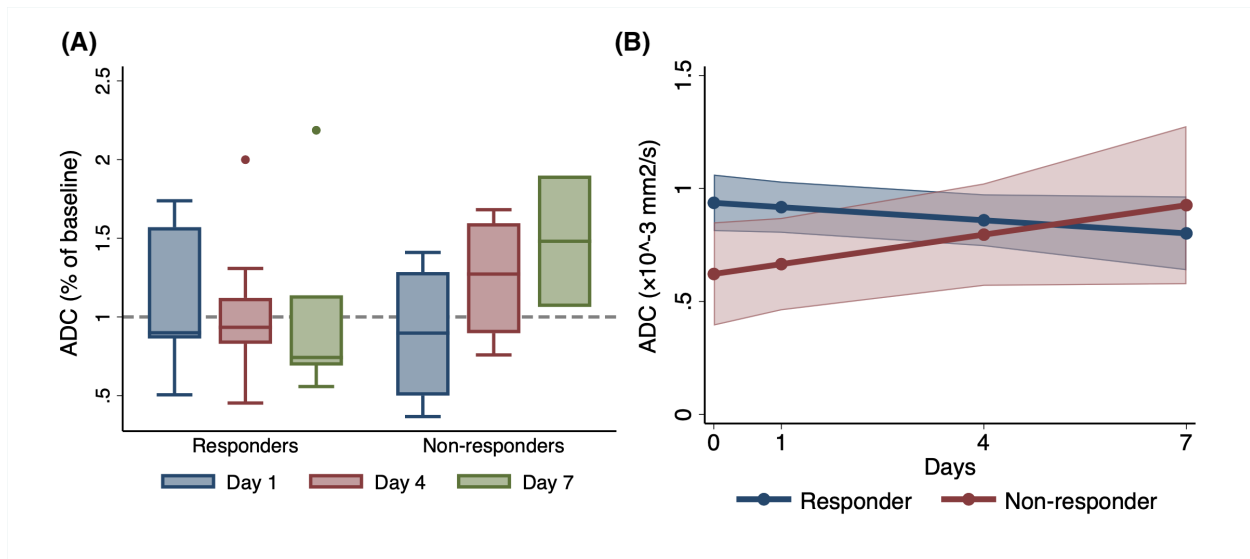 (A)
ADC (% of baseline)
2.5
2
1.5
1
.5
Responders Non-responders
Day 1 Day 4 Day 7
(B)
ADC (×10^-3 mm2/s)
1.5
1
.5
0
0 1 4 7
Days
Responder Non-responder